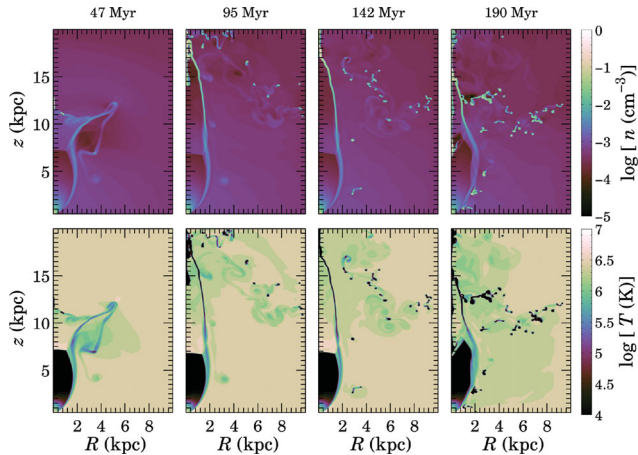 47 Myr 95 Myr 142 Myr 190 Myr
15
10
5
z (kpc)
0
-1
-2
-3
-4
-5
log [ n (cm⁻³) ]
15
10
5
z (kpc)
7
6.5
6
5.5
5
4.5
4
log [ T (K) ]
2 4 6 8 2 4 6 8 2 4 6 8 2 4 6 8
R (kpc) R (kpc) R (kpc) R (kpc)